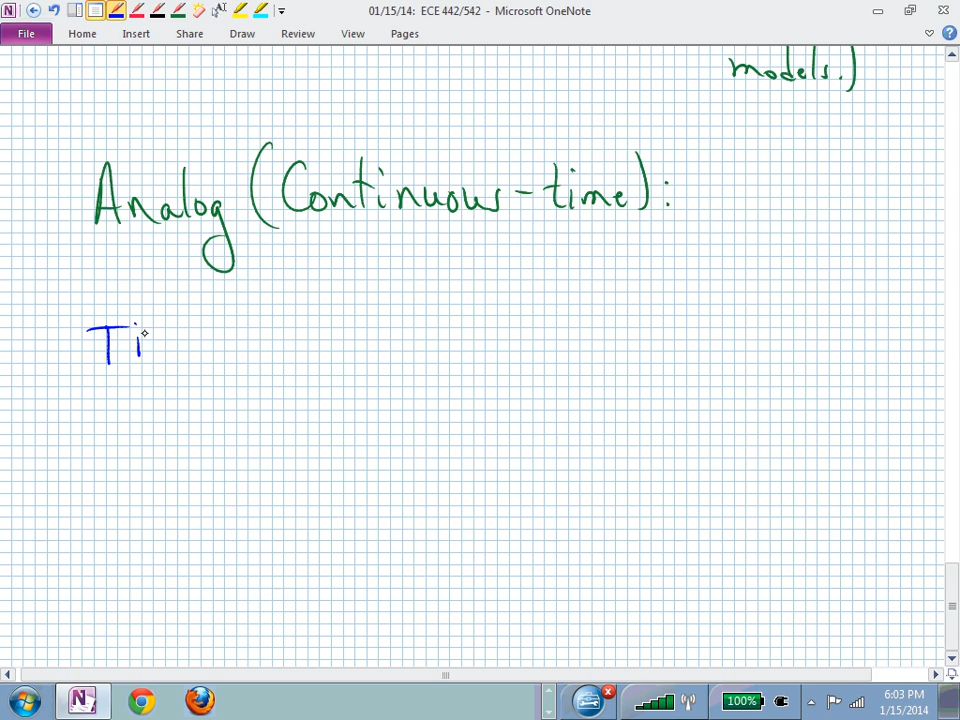 01/15/14: ECE 442/542 - Microsoft OneNote
File Home Insert Share Draw Review View Pages
models.)
Analog (Continuous-time):
Ti
100%
6:03 PM
1/15/2014